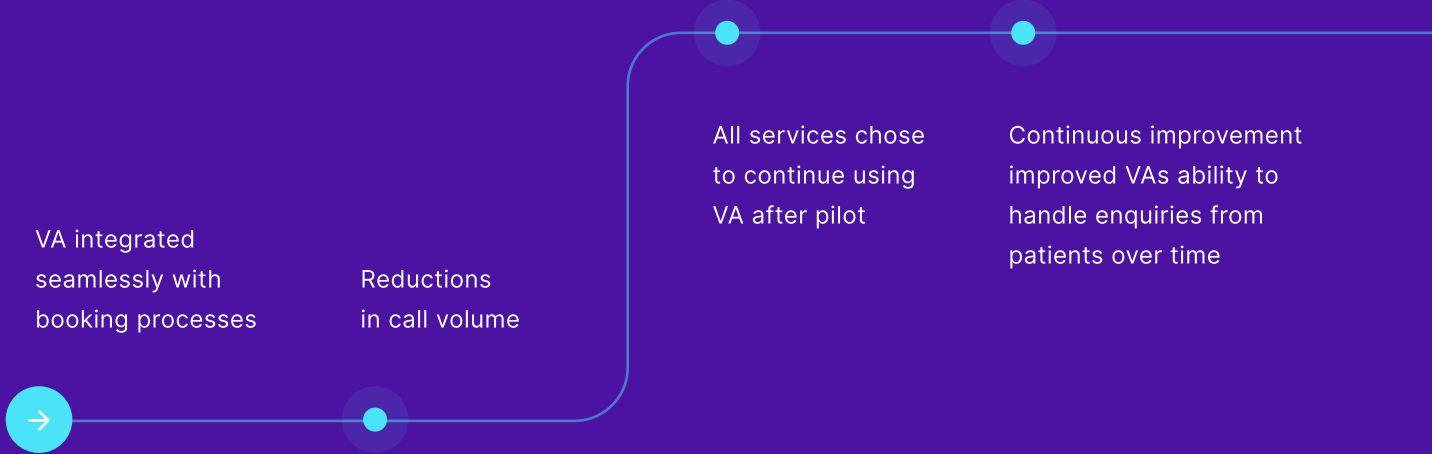 VA integrated
seamlessly with
booking processes
Reductions
in call volume
All services chose
to continue using
VA after pilot
Continuous improvement
improved VAs ability to
handle enquiries from
patients over time